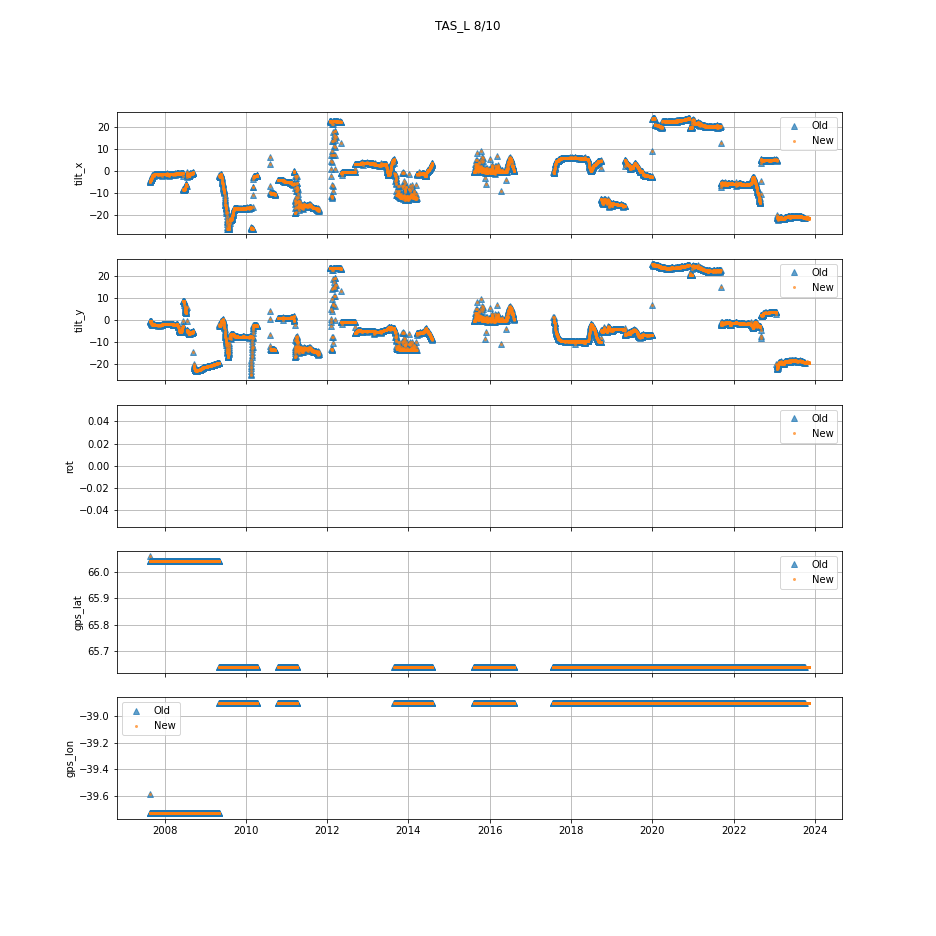 TAS_L 8/10
20
10
0
−10
−20
tilt_x
Old
New
20
10
0
−10
−20
tilt_y
Old
New
0.04
0.02
0.00
−0.02
−0.04
rot
Old
New
66.0
65.9
65.8
65.7
gps_lat
Old
New
−39.0
−39.2
−39.4
−39.6
gps_lon
Old
New
2008 2010 2012 2014 2016 2018 2020 2022 2024